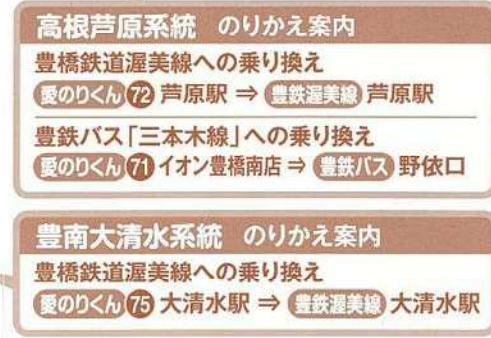 高根芦原系統 のりかえ案内
豊橋鉄道渥美線への乗り換え
愛のりくん 72 芦原駅 ⇒ 豊鉄渥美線 芦原駅
豊鉄バス「三本木線」への乗り換え
愛のりくん 71 イオン豊橋南店 ⇒ 豊鉄バス 野依口
豊南大清水系統 のりかえ案内
豊橋鉄道渥美線への乗り換え
愛のりくん 75 大清水駅 ⇒ 豊鉄渥美線 大清水駅